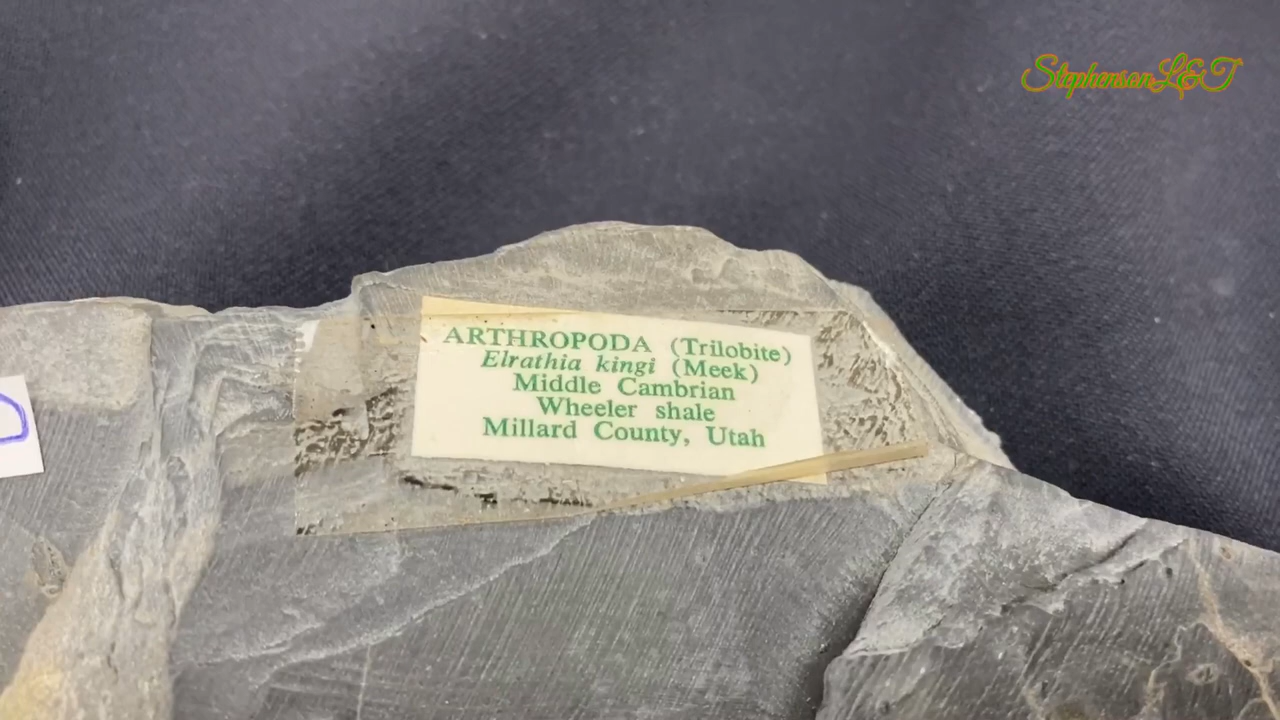 StephensonL&T
ARTHROPODA (Trilobite)
Elrathia kingi (Meek)
Middle Cambrian
Wheeler shale
Millard County, Utah